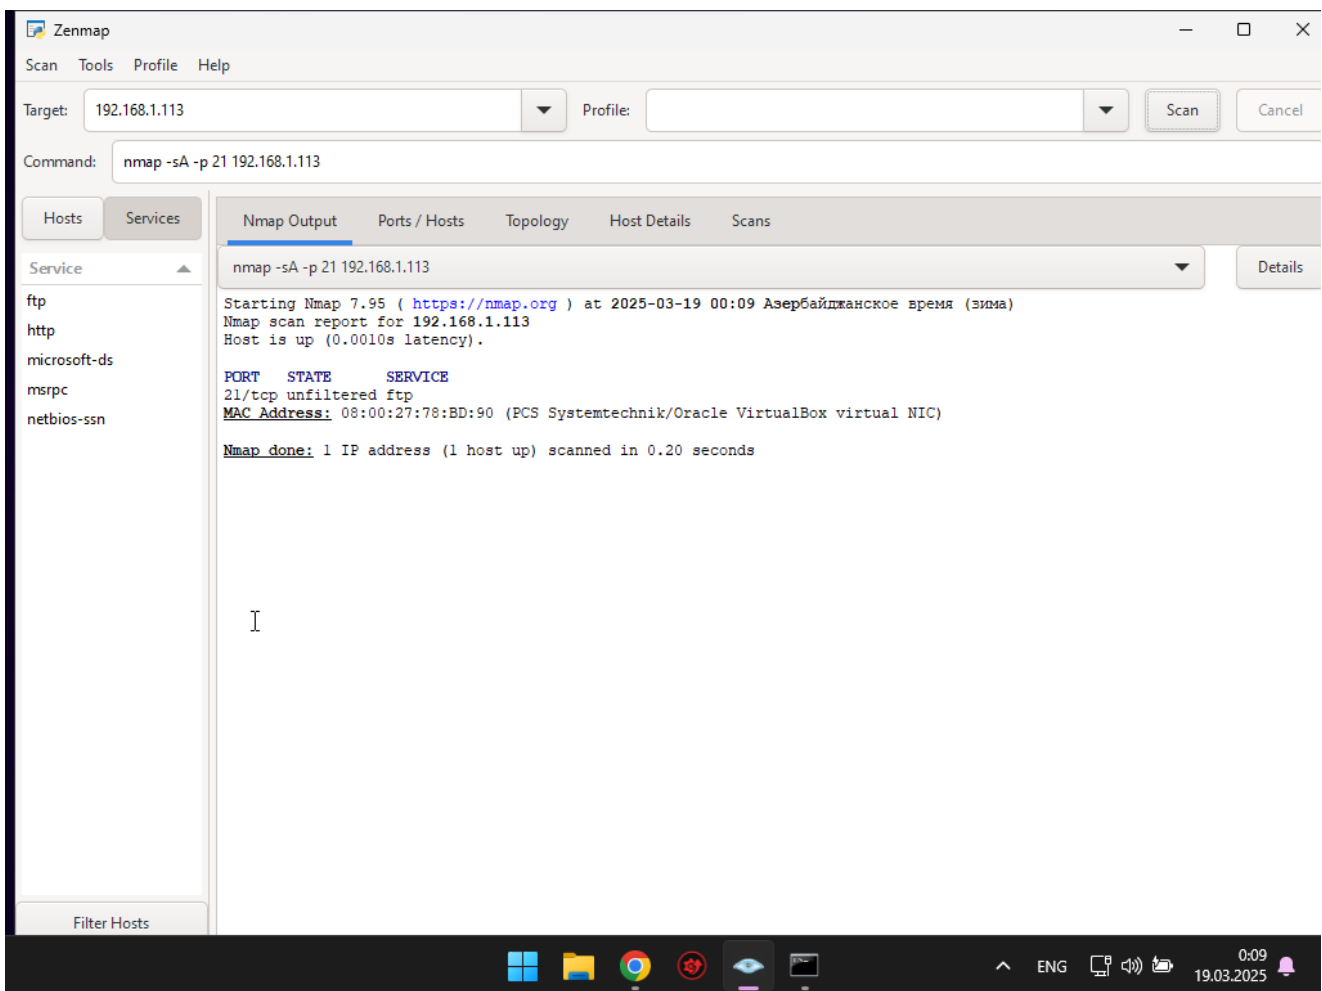 Zenmap
Scan Tools Profile Help
Target: 192.168.1.113 Profile: Scan Cancel
Command: nmap -sA -p 21 192.168.1.113
Hosts Services
Nmap Output Ports / Hosts Topology Host Details Scans
Service
nmap -sA -p 21 192.168.1.113 Details
ftp
http
microsoft-ds
msrpc
netbios-ssn
Starting Nmap 7.95 ( https://nmap.org ) at 2025-03-19 00:09 Азербайджанское время (зима)
Nmap scan report for 192.168.1.113
Host is up (0.0010s latency).
PORT STATE SERVICE
21/tcp unfiltered ftp
MAC Address: 08:00:27:78:BD:90 (PCS Systemtechnik/Oracle VirtualBox virtual NIC)
Nmap done: 1 IP address (1 host up) scanned in 0.20 seconds
Filter Hosts
ENG
0:09
19.03.2025